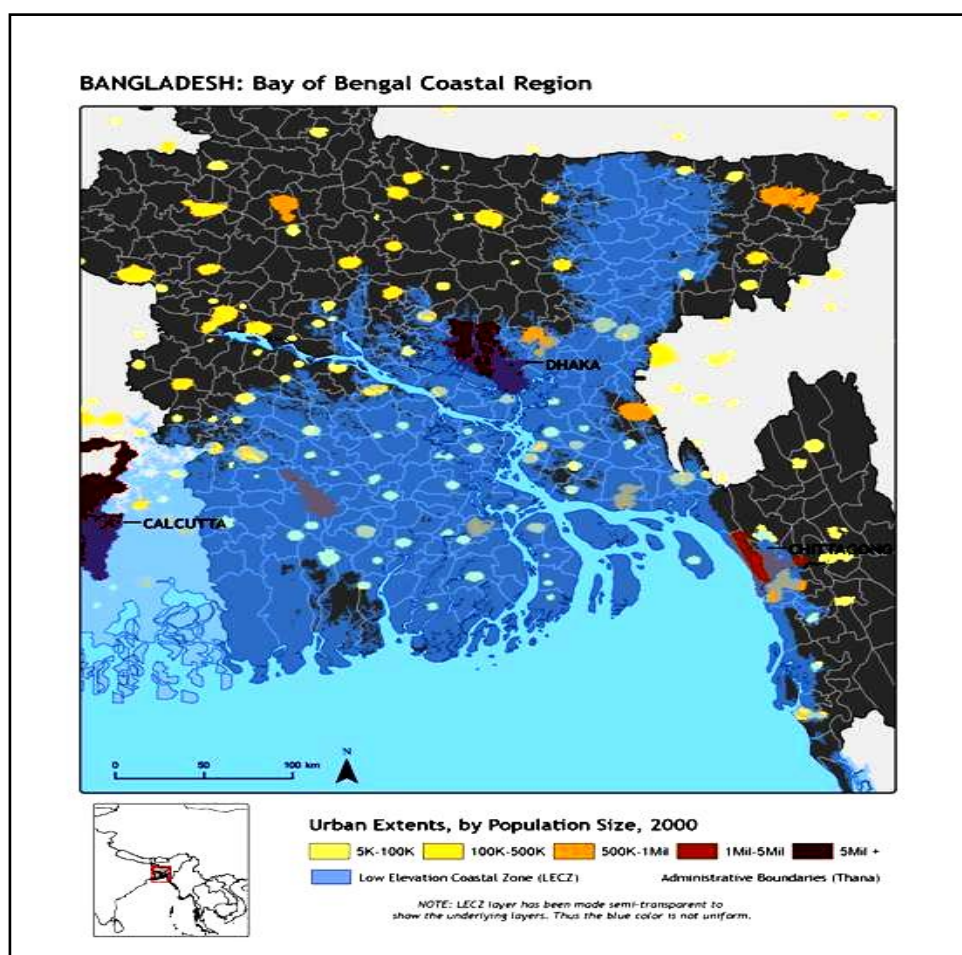 BANGLADESH: Bay of Bengal Coastal Region
DHAKA
CALCUTTA
CHITTAGONG
N
0 50 100 km
Urban Extents, by Population Size, 2000
5K-100K 100K-500K 500K-1Mil 1Mil-5Mil 5Mil +
Low Elevation Coastal Zone (LECZ) Administrative Boundaries (Thana)
NOTE: LECZ layer has been made semi-transparent to
show the underlying layers. Thus the blue color is not uniform.